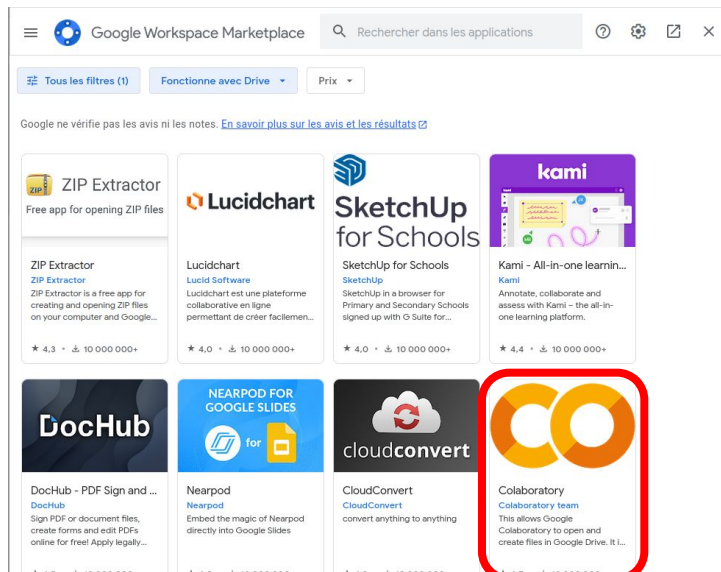 Google Workspace Marketplace
Rechercher dans les applications
Tous les filtres (1)
Fonctionne avec Drive
Prix
Google ne vérifie pas les avis ni les notes. En savoir plus sur les avis et les résultats
ZIP
ZIP Extractor
Free app for opening ZIP files
ZIP Extractor
ZIP Extractor
ZIP Extractor is a free app for
creating and opening ZIP files
on your computer and Google...
4,3 • 10 000 000+
Lucidchart
Lucidchart
Lucid Software
Lucidchart est une plateforme
collaborative en ligne
permettant de créer facilemen...
4,0 • 10 000 000+
SketchUp
for Schools
SketchUp for Schools
SketchUp
SketchUp in a browser for
Primary and Secondary Schools
signed up with G Suite for...
4,0 • 10 000 000+
kami
Kami - All-in-one learnin...
Kami
Annotate, collaborate and
assess with Kami – the all-in-
one learning platform.
4,4 • 10 000 000+
DocHub
DocHub - PDF Sign and ...
DocHub
Sign PDF or document files,
create forms and edit PDFs
online for free! Apply legally...
NEARPOD FOR
GOOGLE SLIDES
for
Nearpod
Nearpod
Embed the magic of Nearpod
directly into Google Slides
cloudconvert
CloudConvert
CloudConvert
convert anything to anything
Colaboratory
Colaboratory team
This allows Google
Colaboratory to open and
create files in Google Drive. It i...